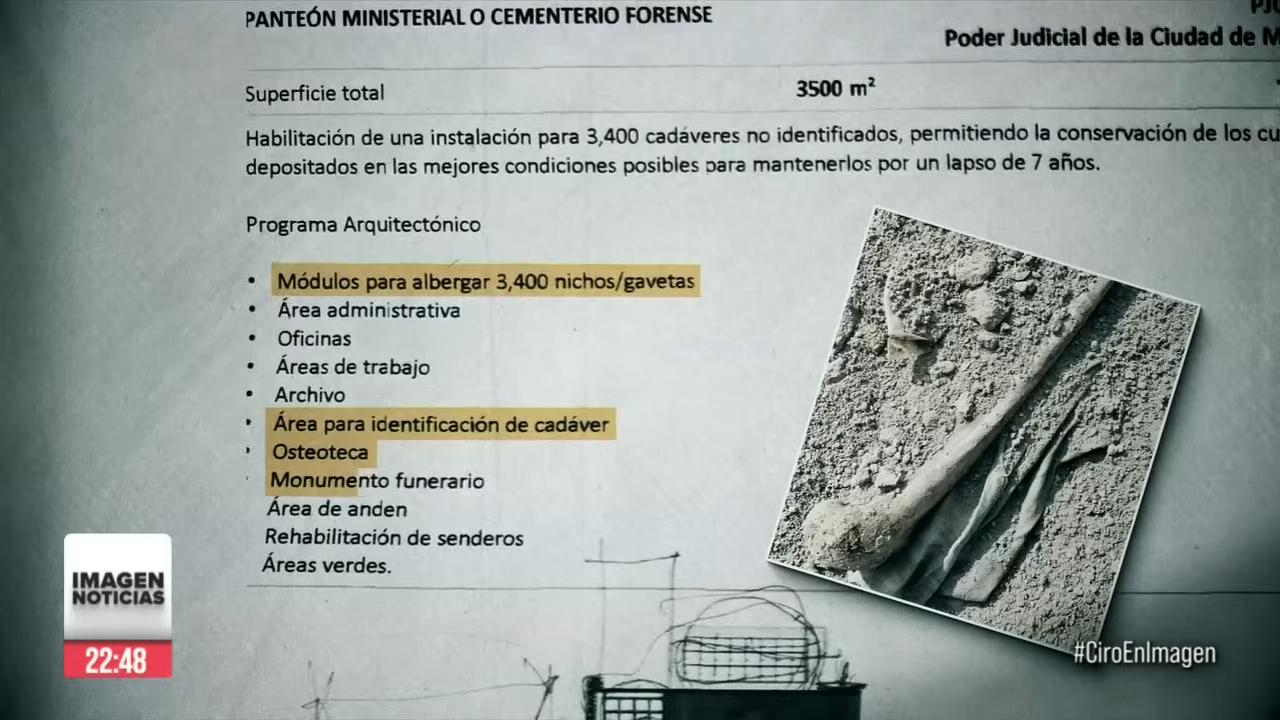 PANTEÓN MINISTERIAL O CEMENTERIO FORENSE
Poder Judicial de la Ciudad de
Superficie total 3500 m²
Habilitación de una instalación para 3,400 cadáveres no identificados, permitiendo la conservación de los
depositados en las mejores condiciones posibles para mantenerlos por un lapso de 7 años.
Programa Arquitectónico
• Módulos para albergar 3,400 nichos/gavetas
• Área administrativa
• Oficinas
• Áreas de trabajo
• Archivo
• Área para identificación de cadáver
• Osteoteca
• Monumento funerario
Área de anden
Rehabilitación de senderos
Áreas verdes.
IMAGEN
NOTICIAS
22:48
#CiroEnImagen